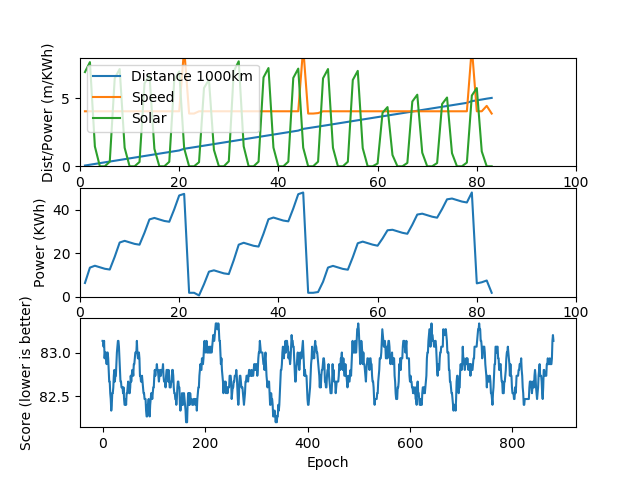 Dist/Power (m/KWh)
5
0
Distance 1000km
Speed
Solar
0 20 40 60 80 100
Power (KWh)
40
20
0
0 20 40 60 80 100
Score (lower is better)
83.0
82.5
0 200 400 600 800
Epoch